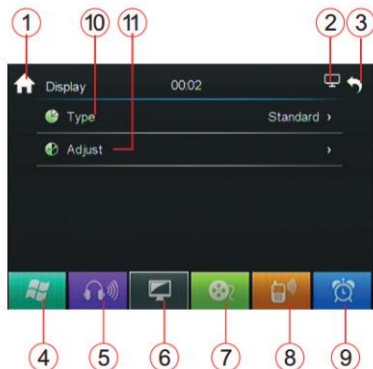 1 10 11 2 3
Display 00:02
Type Standard ›
Adjust ›
4 5 6 7 8 9